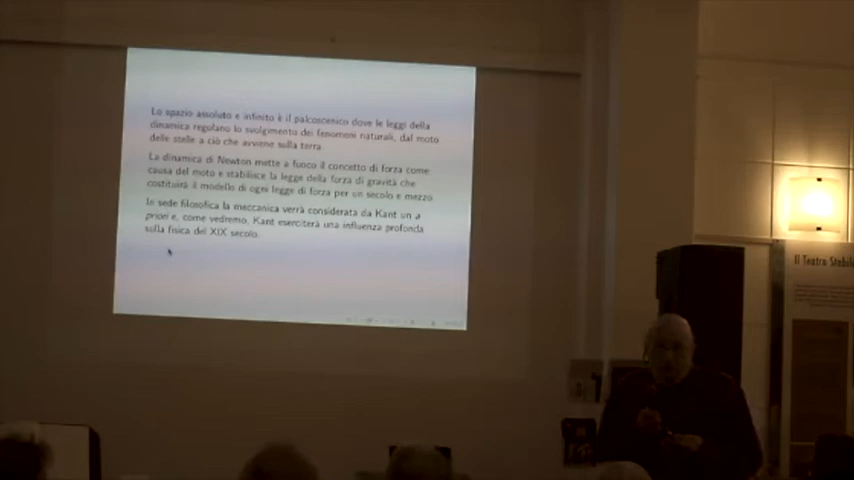 Lo spazio assoluto e infinito è il palcoscenico dove le leggi della
dinamica regolano lo svolgimento dei fenomeni naturali, dal moto
delle stelle a ciò che avviene sulla terra
La dinamica di Newton mette a fuoco il concetto di forza come
causa del moto e stabilisce la legge della forza di gravità che
costituirà il modello di ogni legge di forza per un secolo e mezzo
In sede filosofica la meccanica verrà considerata da Kant un a
priori e, come vedremo, Kant eserciterà una influenza profonda
sulla fisica del XIX secolo.
Il Teatro Stabile